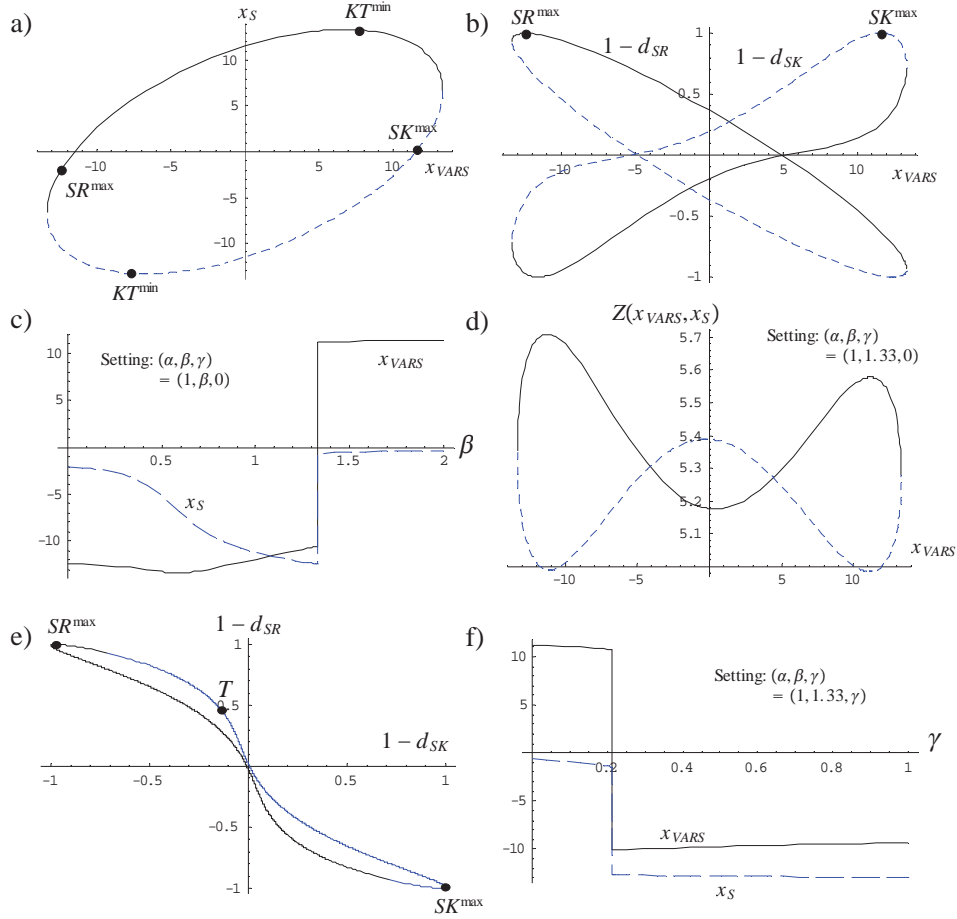 a)
x_S
KT^min
10
5
-10
-5
5
10
SK^max
x_VARS
SR^max
-5
-10
KT^min
b)
SR^max
1
SK^max
1 - d_SR
1 - d_SK
0.5
-10
-5
5
10
x_VARS
-0.5
-1
c)
10
Setting: (α, β, γ)
= (1, β, 0)
x_VARS
5
0.5
1
1.5
2
β
x_S
-5
-10
d)
Z(x_VARS, x_S)
5.7
Setting: (α, β, γ)
= (1, 1.33, 0)
5.6
5.5
5.4
5.3
5.2
5.1
x_VARS
-10
-5
0
5
10
e)
SR^max
1 - d_SR
1
T
0.5
1 - d_SK
-1
-0.5
0.5
1
-0.5
-1
SK^max
f)
10
Setting: (α, β, γ)
= (1, 1.33, γ)
5
γ
0.2
0.4
0.6
0.8
1
-5
x_VARS
-10
x_S